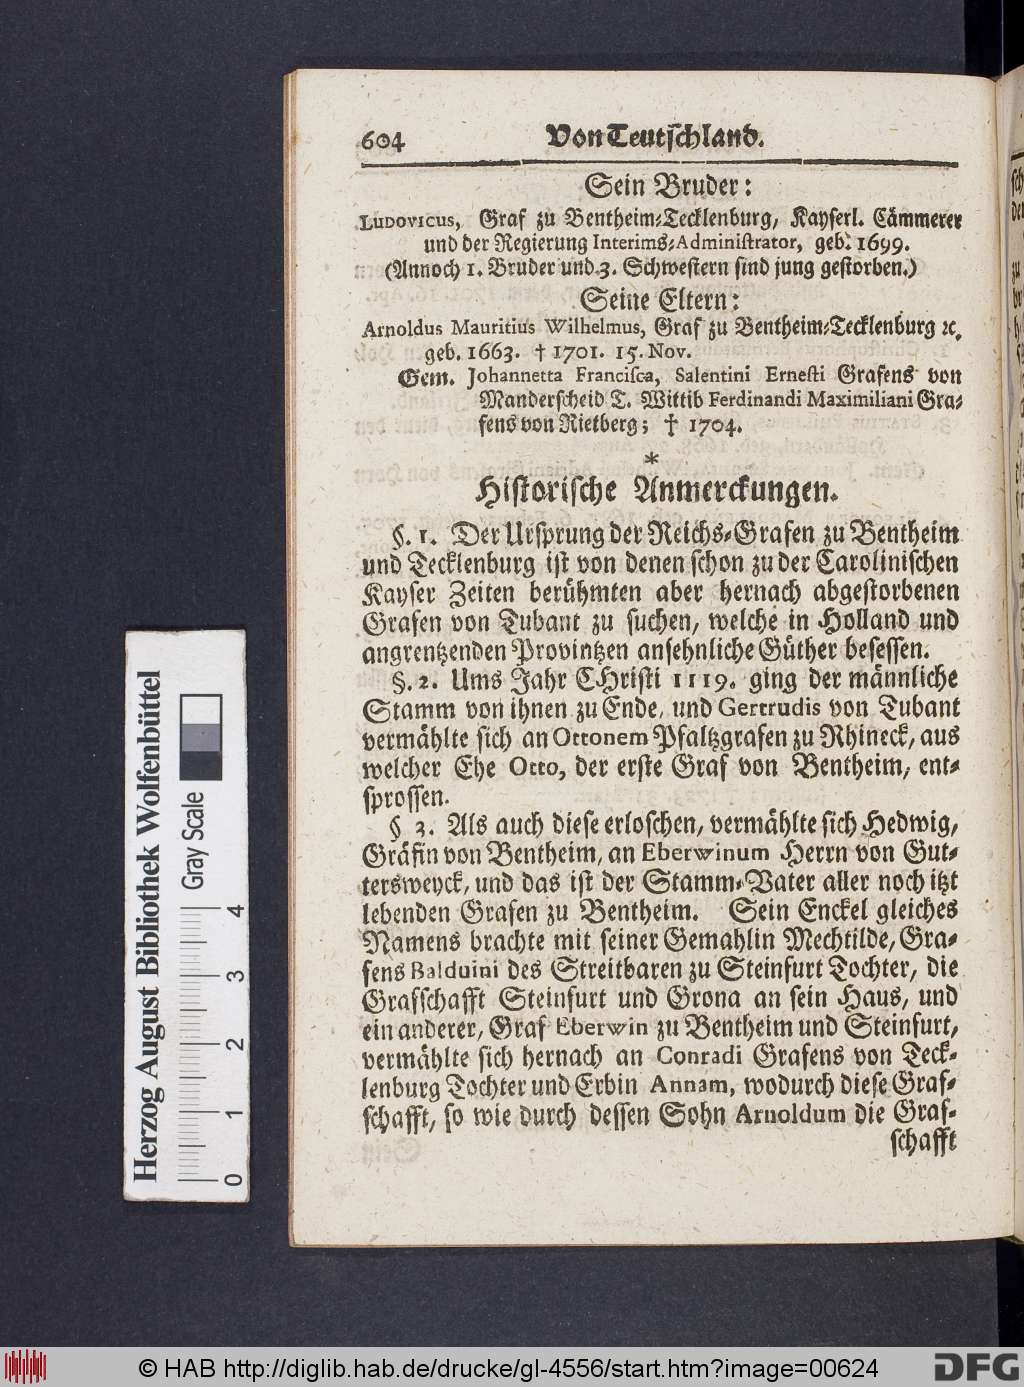 604 Von Teutschland.
Sein Bruder:
Ludovicus, Graf zu Bentheim-Tecklenburg, Kayserl. Cämmerer
und der Regierung Interims-Administrator, geb. 1699.
(Annoch 1. Bruder und 3. Schwestern sind jung gestorben.)
Seine Eltern:
Arnoldus Mauritius Wilhelmus, Graf zu Bentheim-Tecklenburg ꝛc.
geb. 1663. † 1701. 15. Nov.
Gem. Johannetta Francisca, Salentini Ernesti Grafens von
Manderscheid T. Wittib Ferdinandi Maximiliani Gra-
fens von Rietberg; † 1704.
*
Historische Anmerckungen.
§. 1. Der Ursprung der Reichs-Grafen zu Bentheim
und Tecklenburg ist von denen schon zu der Carolinischen
Kayser Zeiten berühmten aber hernach abgestorbenen
Grafen von Tubant zu suchen, welche in Holland und
angrentzenden Provintzen ansehnliche Güther besessen.
§. 2. Ums Jahr CHristi 1119. ging der männliche
Stamm von ihnen zu Ende, und Gertrudis von Tubant
vermählte sich an Ottonem Pfaltzgrafen zu Rhineck, aus
welcher Ehe Otto, der erste Graf von Bentheim, ent-
sprossen.
§ 3. Als auch diese erloschen, vermählte sich Hedwig,
Gräfin von Bentheim, an Eberwinum Herrn von Gut-
tersweyck, und das ist der Stamm-Vater aller noch itzt
lebenden Grafen zu Bentheim. Sein Enckel gleiches
Namens brachte mit seiner Gemahlin Mechtilde, Gra-
fens Balduini des Streitbaren zu Steinfurt Tochter, die
Grafschafft Steinfurt und Grona an sein Haus, und
ein anderer, Graf Eberwin zu Bentheim und Steinfurt,
vermählte sich hernach an Conradi Grafens von Teck-
lenburg Tochter und Erbin Annam, wodurch diese Graf-
schafft, so wie durch dessen Sohn Arnoldum die Graf-
schafft
Herzog August Bibliothek Wolfenbüttel
Gray Scale
0 1 2 3 4
© HAB http://diglib.hab.de/drucke/gl-4556/start.htm?image=00624
DFG